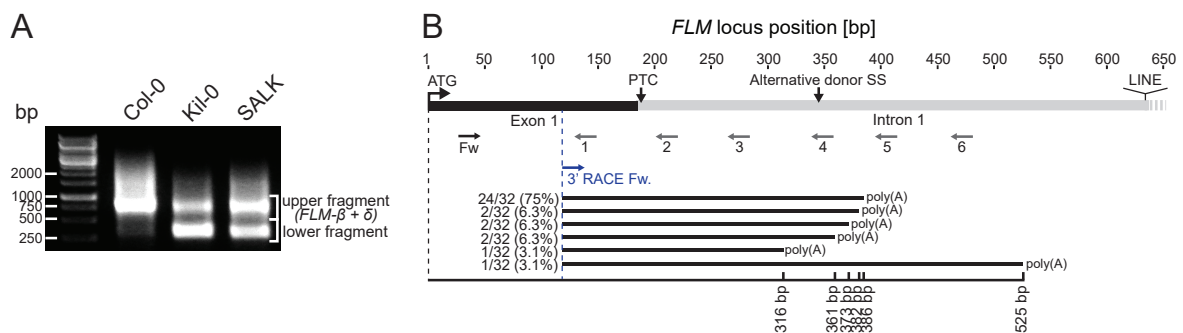 A
Col-0
Kil-0
SALK
bp
2000
1000
750
500
250
upper fragment
(FLM-β + δ)
lower fragment
B
FLM locus position [bp]
1 50 100 150 200 250 300 350 400 450 500 550 600 650
ATG PTC Alternative donor SS LINE
Exon 1 Intron 1
Fw 1 2 3 4 5 6
3' RACE Fw.
24/32 (75%) poly(A)
2/32 (6.3%) poly(A)
2/32 (6.3%) poly(A)
2/32 (6.3%) poly(A)
1/32 (3.1%) poly(A)
1/32 (3.1%) poly(A)
316 bp
361 bp
373 bp
382 bp
386 bp
525 bp